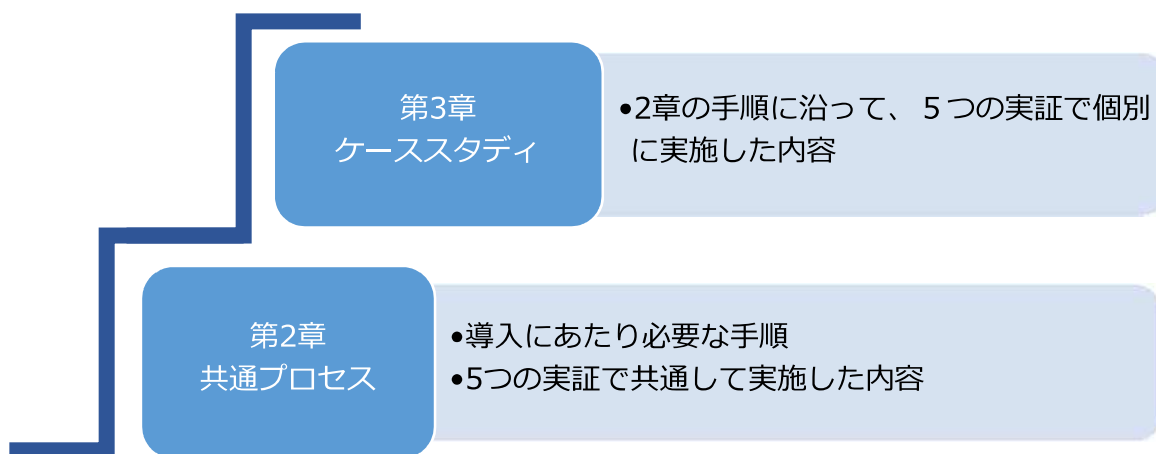 第3章
ケーススタディ
•2章の手順に沿って、５つの実証で個別
に実施した内容
第2章
共通プロセス
•導入にあたり必要な手順
•5つの実証で共通して実施した内容